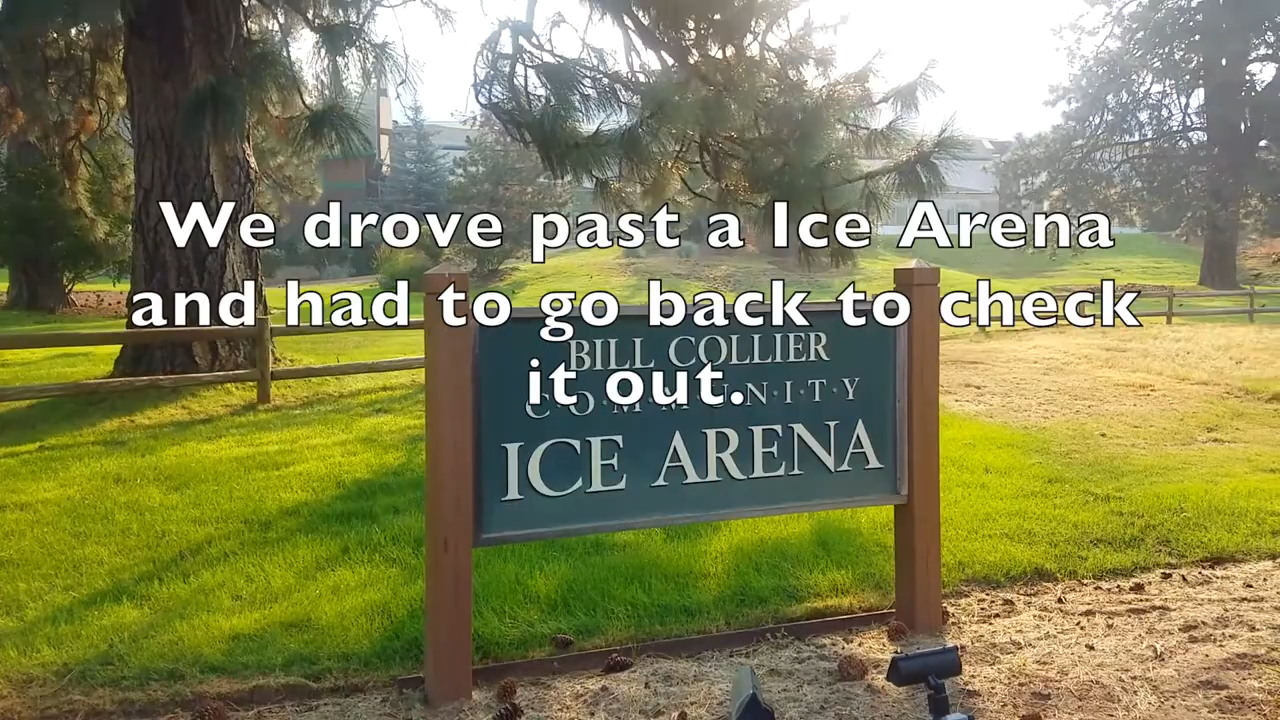 We drove past a Ice Arena
and had to go back to check
it out.
BILL COLLIER
COMMUNITY
ICE ARENA